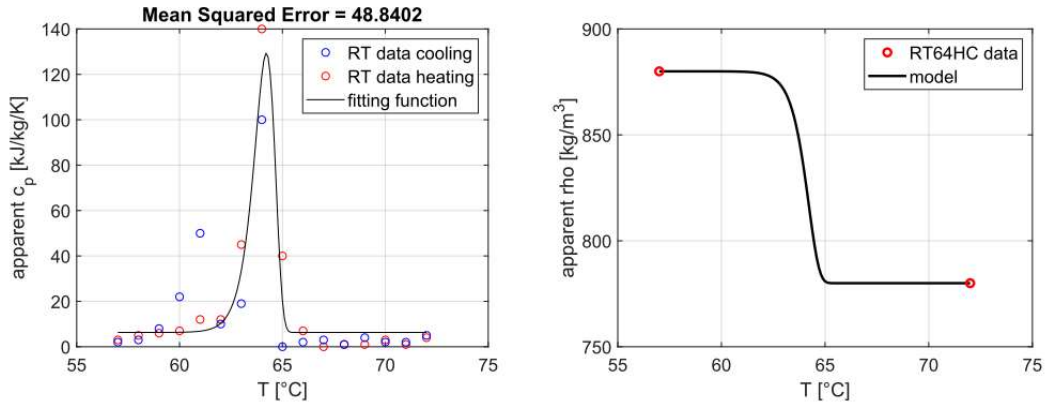 Mean Squared Error = 48.8402
140
120
100
80
60
40
20
0
apparent c_p [kJ/kg/K]
RT data cooling
RT data heating
fitting function
55
60
65
70
75
T [°C]
900
850
800
750
apparent rho [kg/m³]
RT64HC data
model
55
60
65
70
75
T [°C]